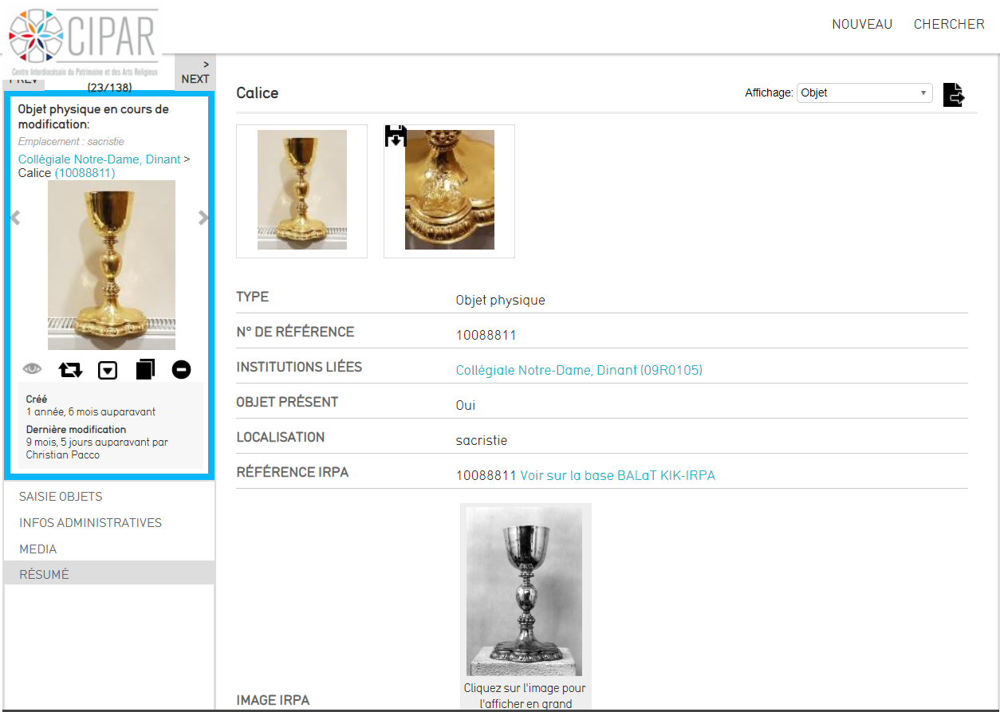 CIPAR
Centre Interdiocésain du Patrimoine et des Arts Religieux
NOUVEAU
CHERCHER
PREV
(23/138)
>
NEXT
Objet physique en cours de
modification:
Emplacement : sacristie
Collégiale Notre-Dame, Dinant >
Calice (10088811)
Créé
1 année, 6 mois auparavant
Dernière modification
9 mois, 5 jours auparavant par
Christian Pacco
SAISIE OBJETS
INFOS ADMINISTRATIVES
MEDIA
RÉSUMÉ
Calice
Affichage: Objet
TYPE
Objet physique
N° DE RÉFÉRENCE
10088811
INSTITUTIONS LIÉES
Collégiale Notre-Dame, Dinant (09R0105)
OBJET PRÉSENT
Oui
LOCALISATION
sacristie
RÉFÉRENCE IRPA
10088811 Voir sur la base BALaT KIK-IRPA
IMAGE IRPA
Cliquez sur l'image pour
l'afficher en grand